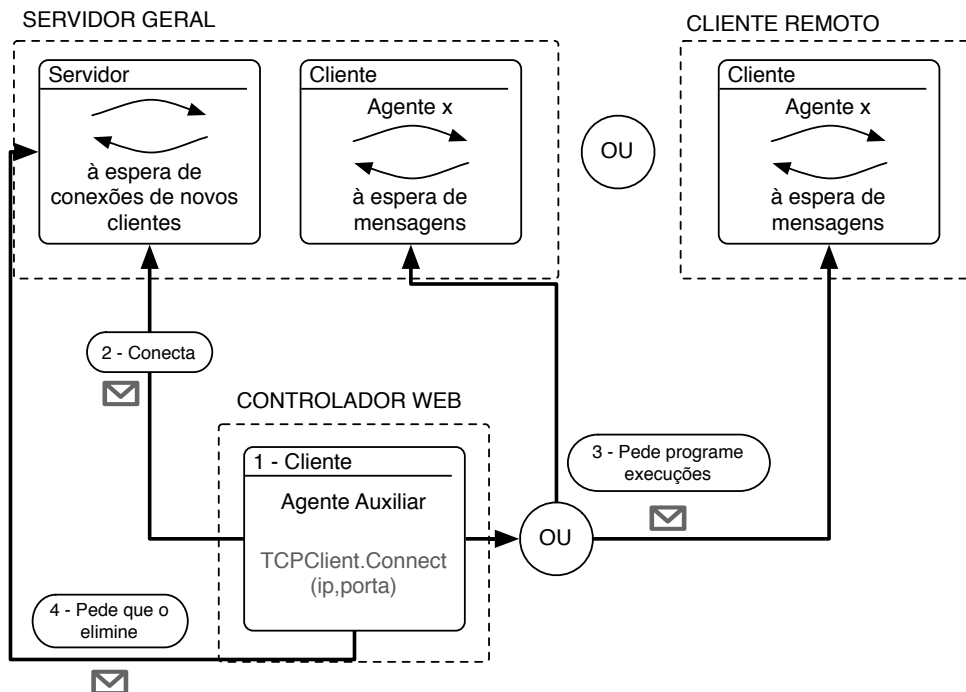 SERVIDOR GERAL
Servidor
à espera de
conexões de novos
clientes
Cliente
Agente x
à espera de
mensagens
OU
CLIENTE REMOTO
Cliente
Agente x
à espera de
mensagens
2 - Conecta
CONTROLADOR WEB
1 - Cliente
Agente Auxiliar
TCPClient.Connect
(ip,porta)
OU
3 - Pede programe
execuções
4 - Pede que o
elimine